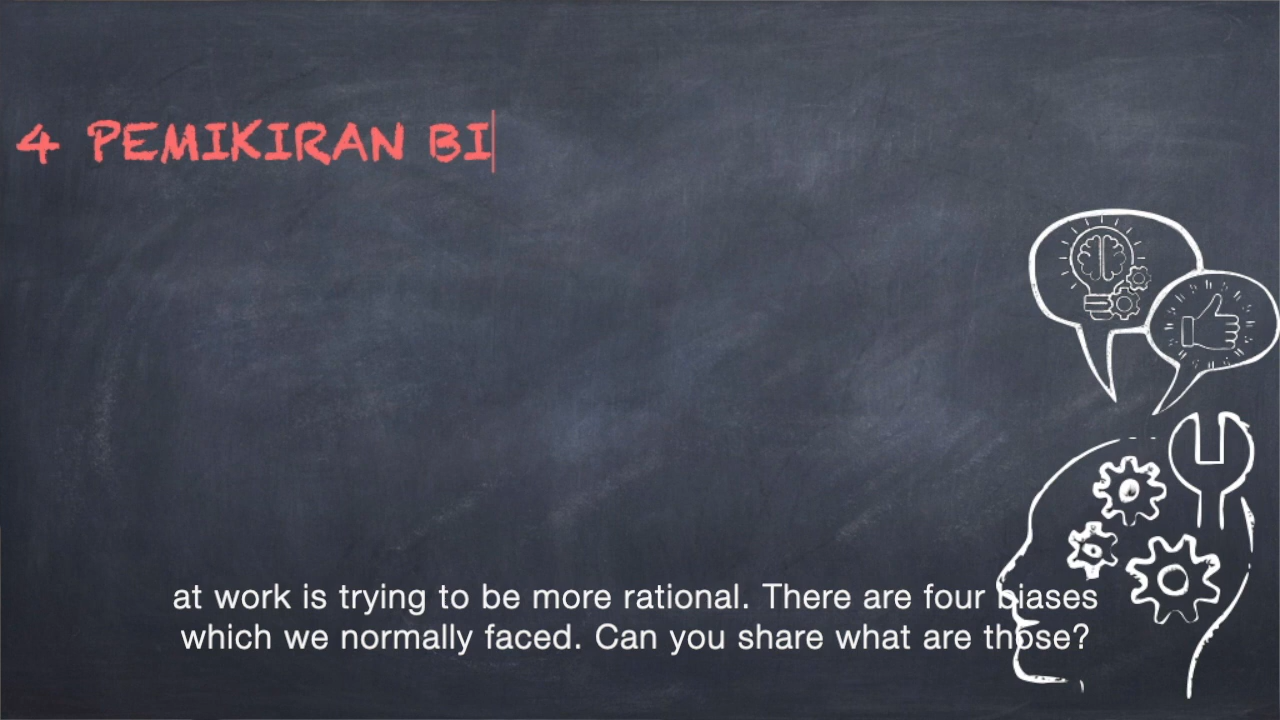 4 PEMIKIRAN BI
at work is trying to be more rational. There are four biases
which we normally faced. Can you share what are those?